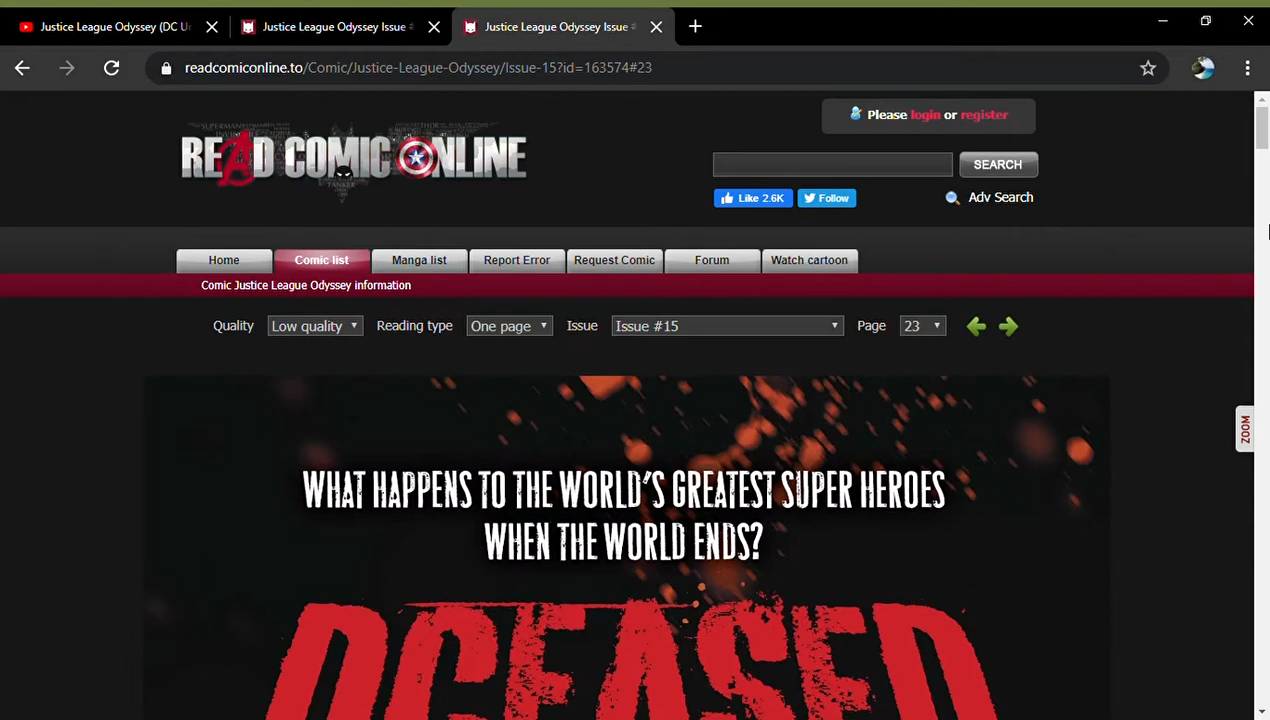 Justice League Odyssey (DC Un
Justice League Odyssey Issue #
Justice League Odyssey Issue #
readcomiconline.to/Comic/Justice-League-Odyssey/Issue-15?id=163574#23
Please login or register
READ COMIC ONLINE
TANKER
SEARCH
Like 2.6K
Follow
Adv Search
Home
Comic list
Manga list
Report Error
Request Comic
Forum
Watch cartoon
Comic Justice League Odyssey information
Quality Low quality Reading type One page Issue Issue #15 Page 23
ZOOM
WHAT HAPPENS TO THE WORLD'S GREATEST SUPER HEROES
WHEN THE WORLD ENDS?
DCEASED